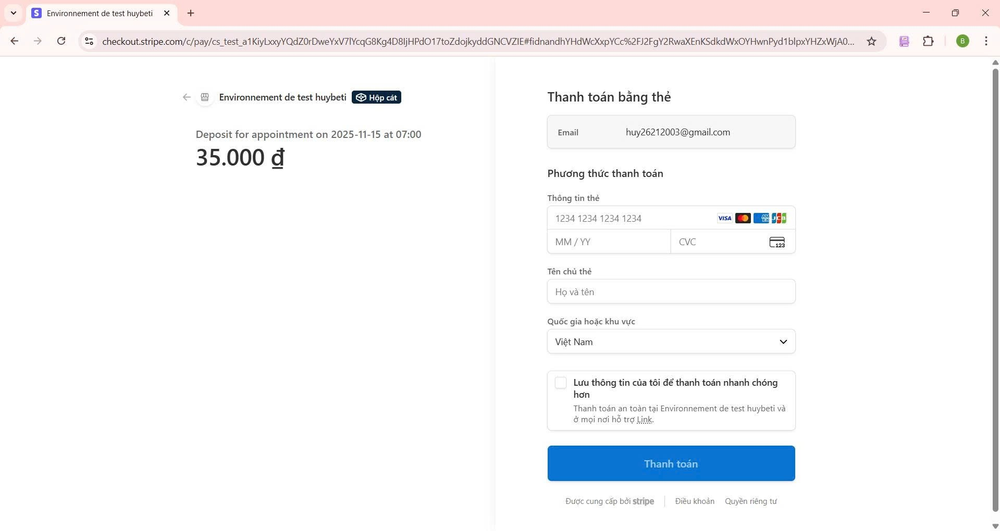 Environnement de test huybeti
checkout.stripe.com/c/pay/cs_test_a1KiyLxxyYQdZ0rDweYxV7lYcqG8Kg4D8IjHPdO17toZdojkyddGNCVZIE#fidnandhYHdWcXxpYCc%2FJ2FgY2RwaXEnKSdkdWxOYHwnPyd1blpxYHZxWjA0...
B
Environnement de test huybeti
Hộp cát
Deposit for appointment on 2025-11-15 at 07:00
35.000 ₫
Thanh toán bằng thẻ
Email huy26212003@gmail.com
Phương thức thanh toán
Thông tin thẻ
1234 1234 1234 1234
VISA
AM EX
JCB
MM / YY
CVC
123
Tên chủ thẻ
Họ và tên
Quốc gia hoặc khu vực
Việt Nam
Lưu thông tin của tôi để thanh toán nhanh chóng
hơn
Thanh toán an toàn tại Environnement de test huybeti và
ở mọi nơi hỗ trợ Link.
Thanh toán
Được cung cấp bởi stripe
Điều khoản
Quyền riêng tư